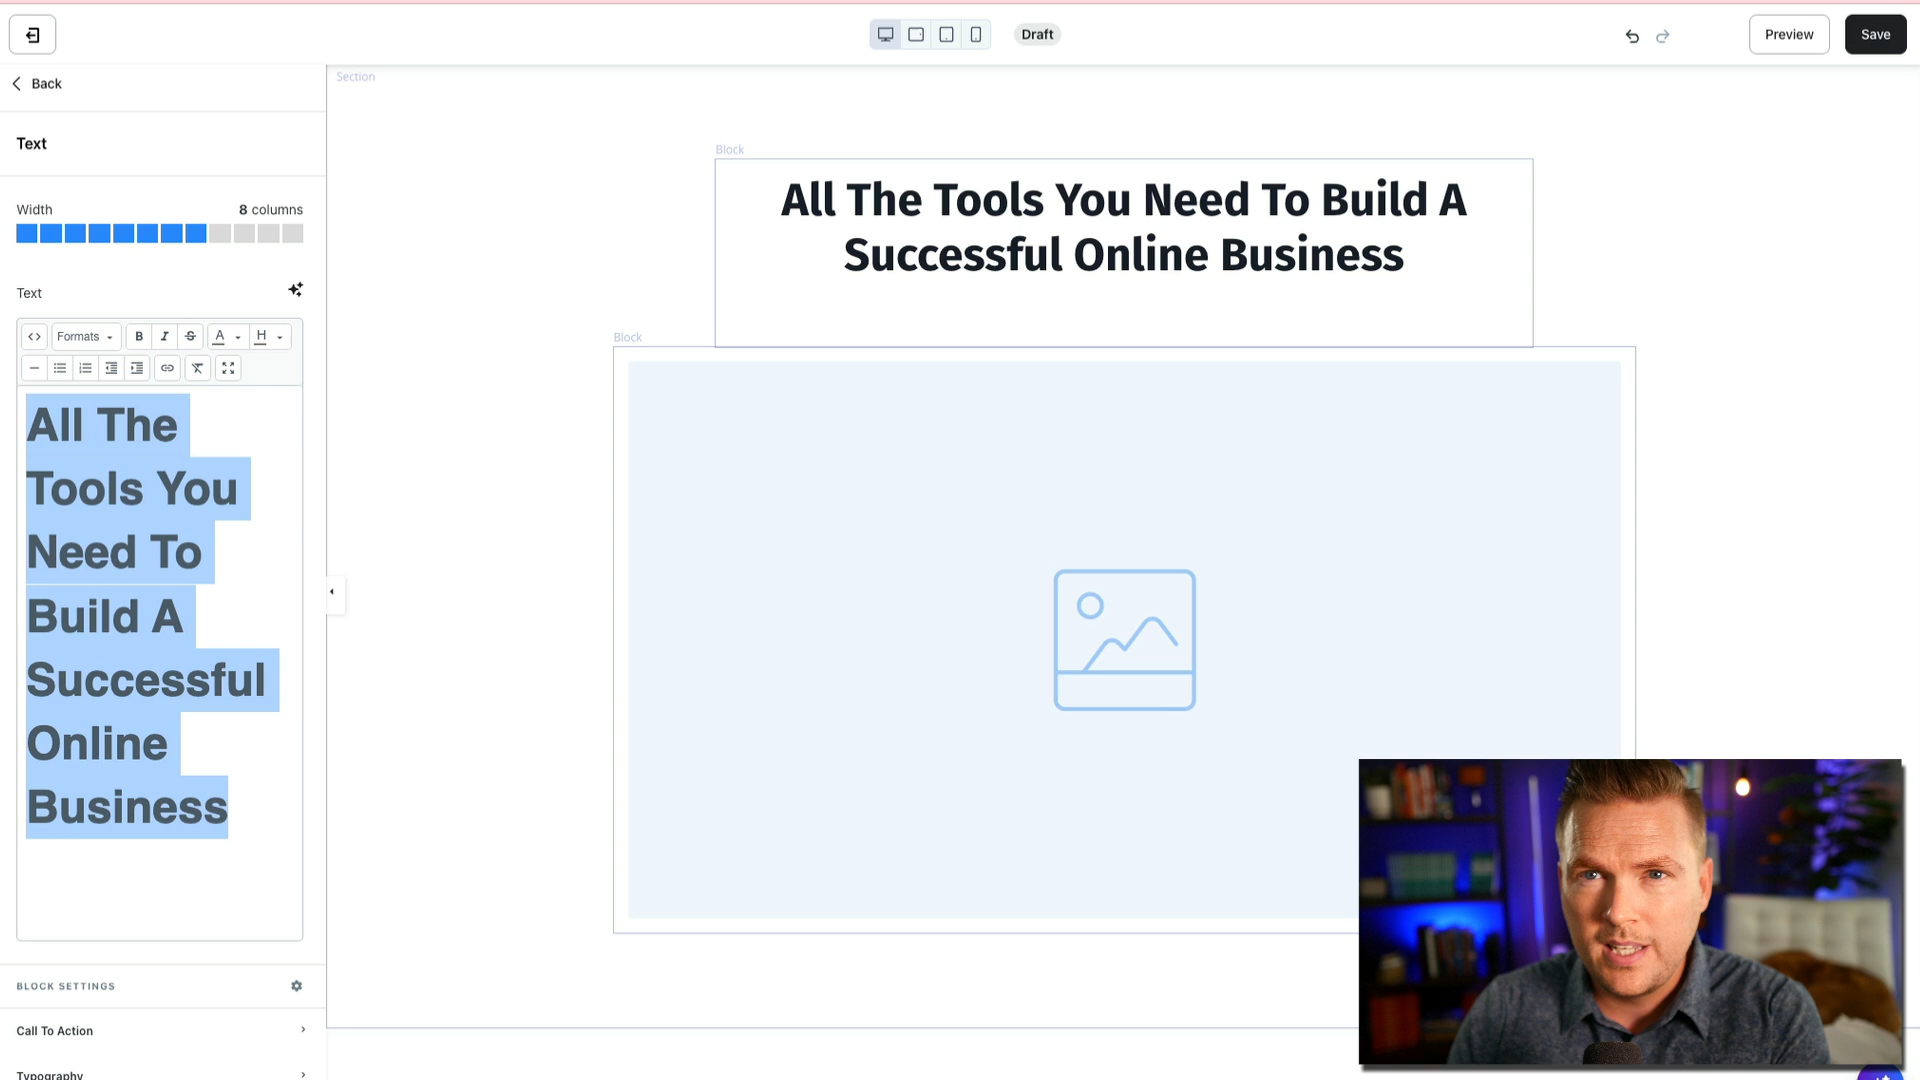 Draft
Preview
Save
Back
Text
Width
8 columns
Text
Formats
B
I
S
A
H
All The
Tools You
Need To
Build A
Successful
Online
Business
BLOCK SETTINGS
Call To Action
Typography
Section
Block
All The Tools You Need To Build A
Successful Online Business
Block